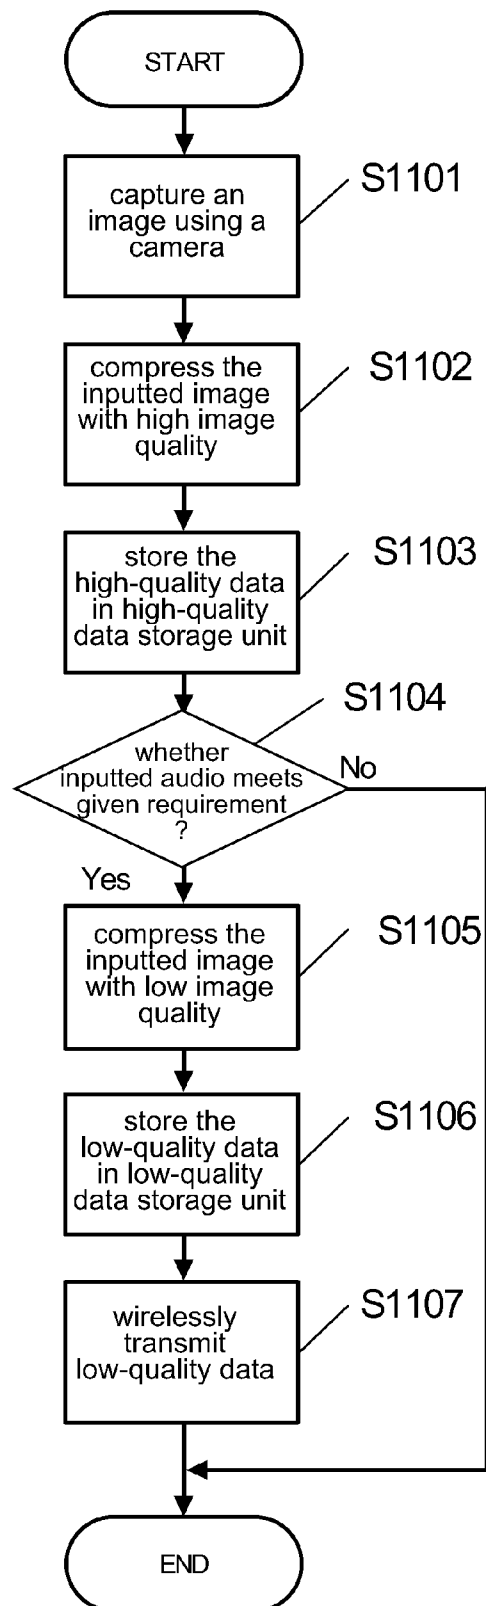 START
S1101
capture an
image using a
camera
S1102
compress the
inputted image
with high image
quality
S1103
store the
high-quality data
in high-quality
data storage unit
S1104
whether
inputted audio meets
given requirement
?
No
Yes
S1105
compress the
inputted image
with low image
quality
S1106
store the
low-quality data
in low-quality
data storage unit
S1107
wirelessly
transmit
low-quality data
END